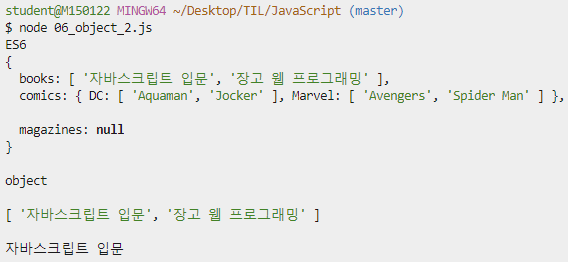 student@M150122 MINGW64 ~/Desktop/TIL/JavaScript (master)
$ node 06_object_2.js
ES6
{
  books: [ '자바스크립트 입문', '장고 웹 프로그래밍' ],
  comics: { DC: [ 'Aquaman', 'Jocker' ], Marvel: [ 'Avengers', 'Spider Man' ] },
  magazines: null
}
object
[ '자바스크립트 입문', '장고 웹 프로그래밍' ]
자바스크립트 입문